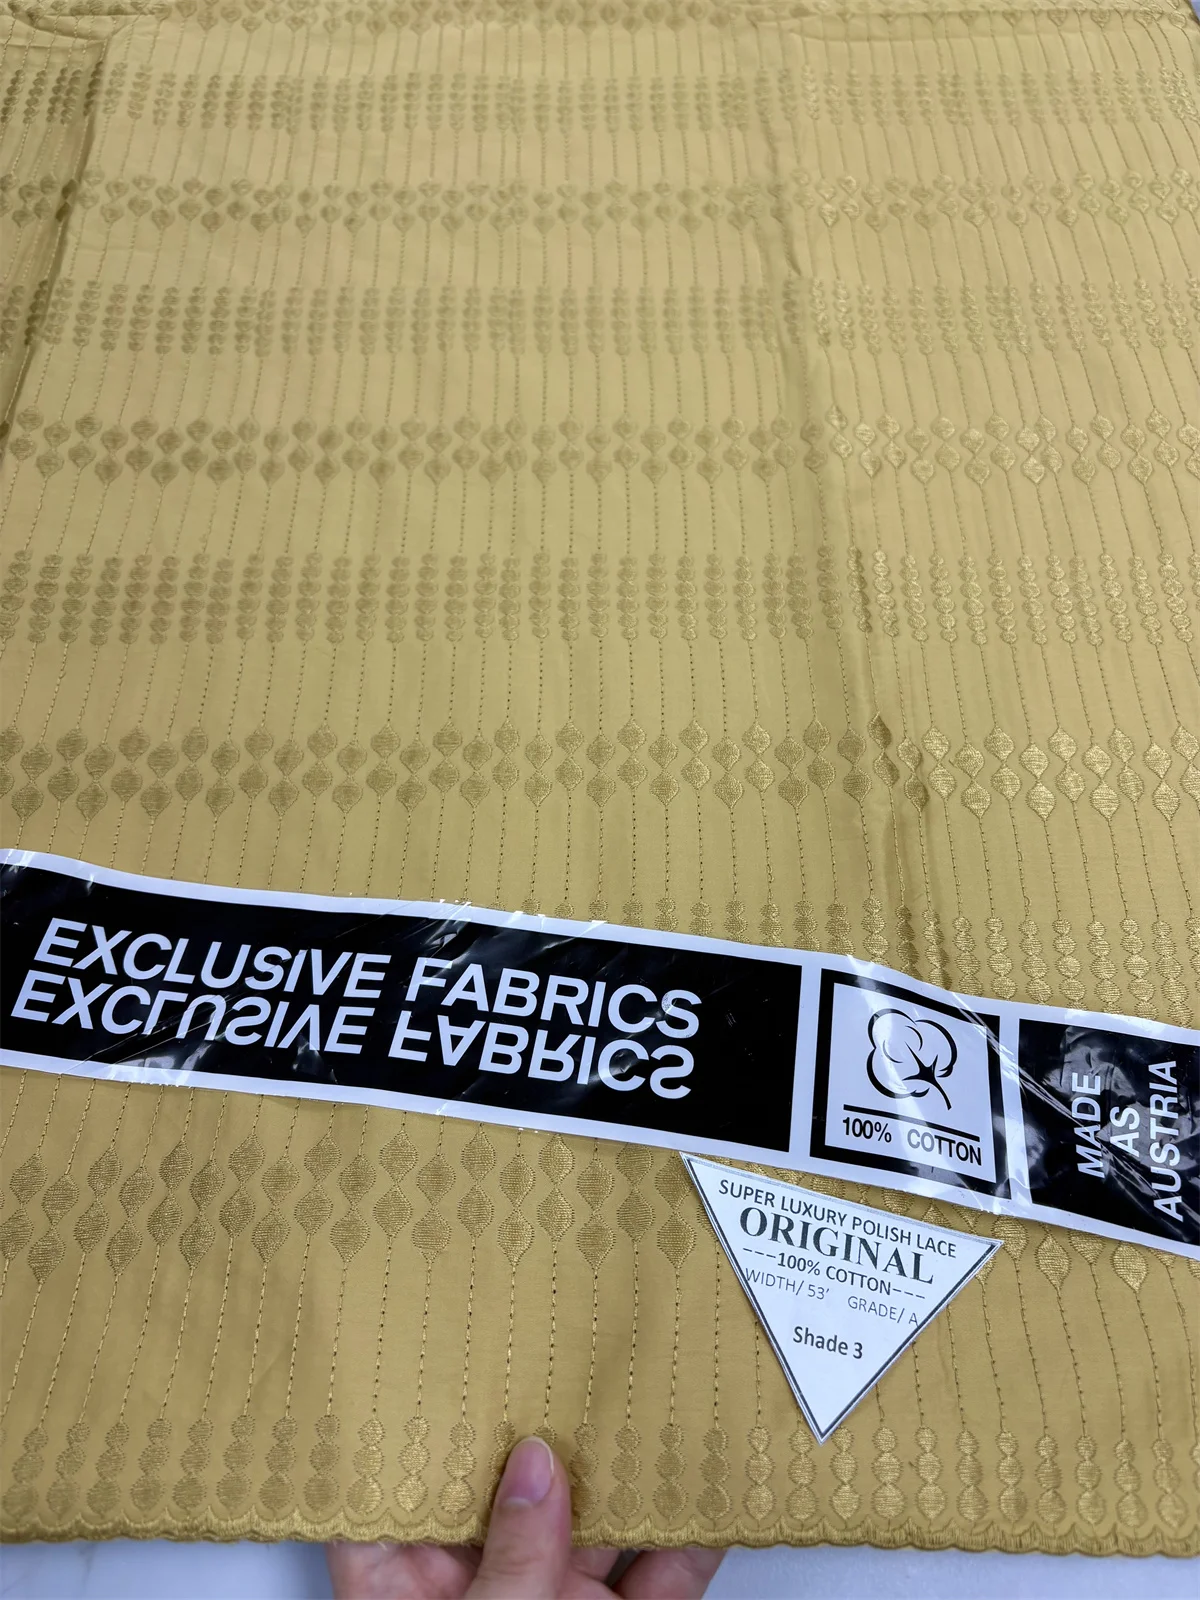 EXCLUSIVE FABRICS
EXCLUSIVE FABRICS
100% COTTON
MADE
AS
AUSTRIA
SUPER LUXURY POLISH LACE
ORIGINAL
---100% COTTON---
WIDTH/ 53' GRADE/ A
Shade 3